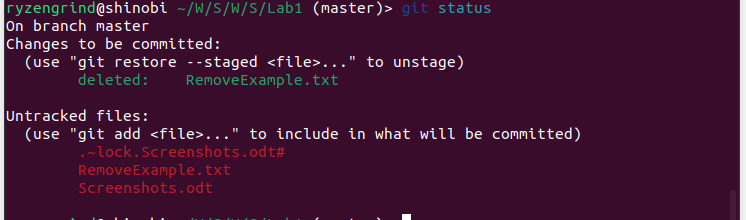 ryzengrind@shinobi ~/W/S/W/S/Lab1 (master)> git status
On branch master
Changes to be committed:
  (use "git restore --staged <file>..." to unstage)
        deleted:    RemoveExample.txt

Untracked files:
  (use "git add <file>..." to include in what will be committed)
        .~lock.Screenshots.odt#
        RemoveExample.txt
        Screenshots.odt